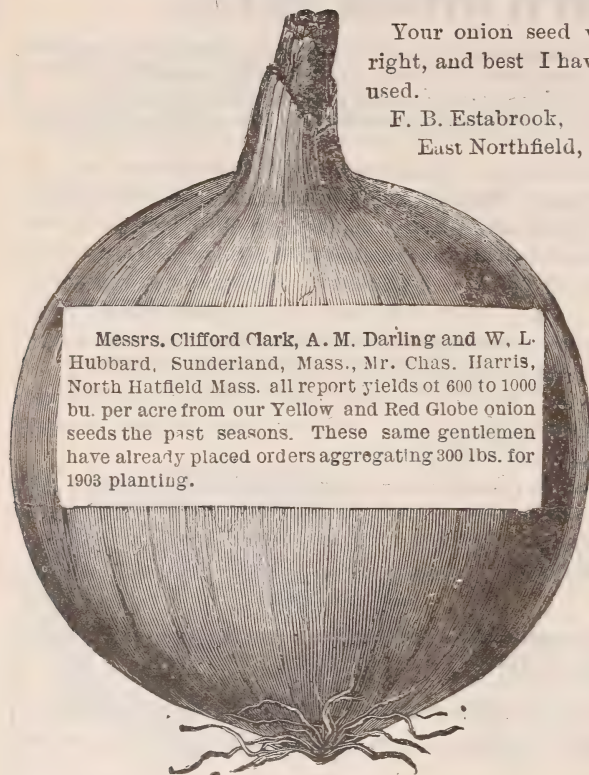 Your onion seed
right, and best I
used.
F. B. Estabrook,
East Northfield,
Messrs. Clifford Clark, A. M. Darling and W. L.
Hubbard, Sunderland, Mass., Mr. Chas. Harris,
North Hatfield Mass. all report yields of 600 to 1000
bu. per acre from our Yellow and Red Globe onion
seeds the past seasons. These same gentlemen
have already placed orders aggregating 300 lbs. for
1903 planting.